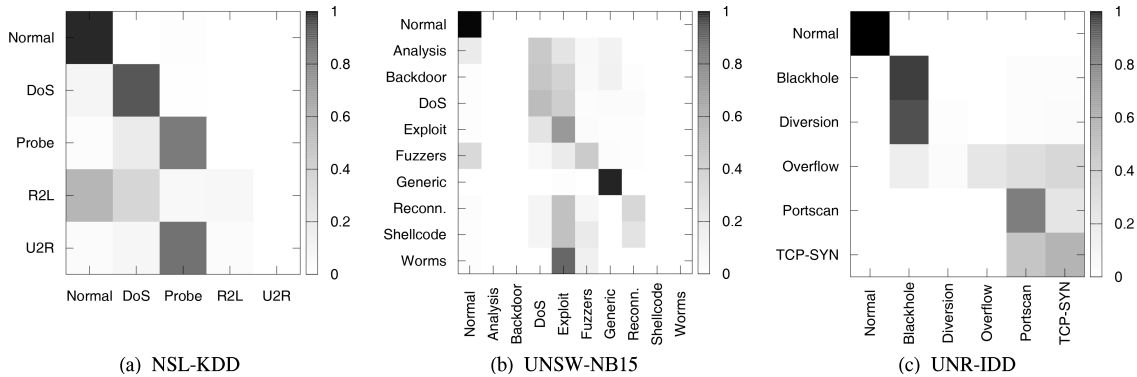 Normal
DoS
Probe
R2L
U2R
Normal DoS Probe R2L U2R
1
0.8
0.6
0.4
0.2
0
(a) NSL-KDD
Normal
Analysis
Backdoor
DoS
Exploit
Fuzzers
Generic
Reconn.
Shellcode
Worms
Normal
Analysis
Backdoor
DoS
Exploit
Fuzzers
Generic
Reconn.
Shellcode
Worms
1
0.8
0.6
0.4
0.2
0
(b) UNSW-NB15
Normal
Blackhole
Diversion
Overflow
Portscan
TCP-SYN
Normal
Blackhole
Diversion
Overflow
Portscan
TCP-SYN
1
0.8
0.6
0.4
0.2
0
(c) UNR-IDD